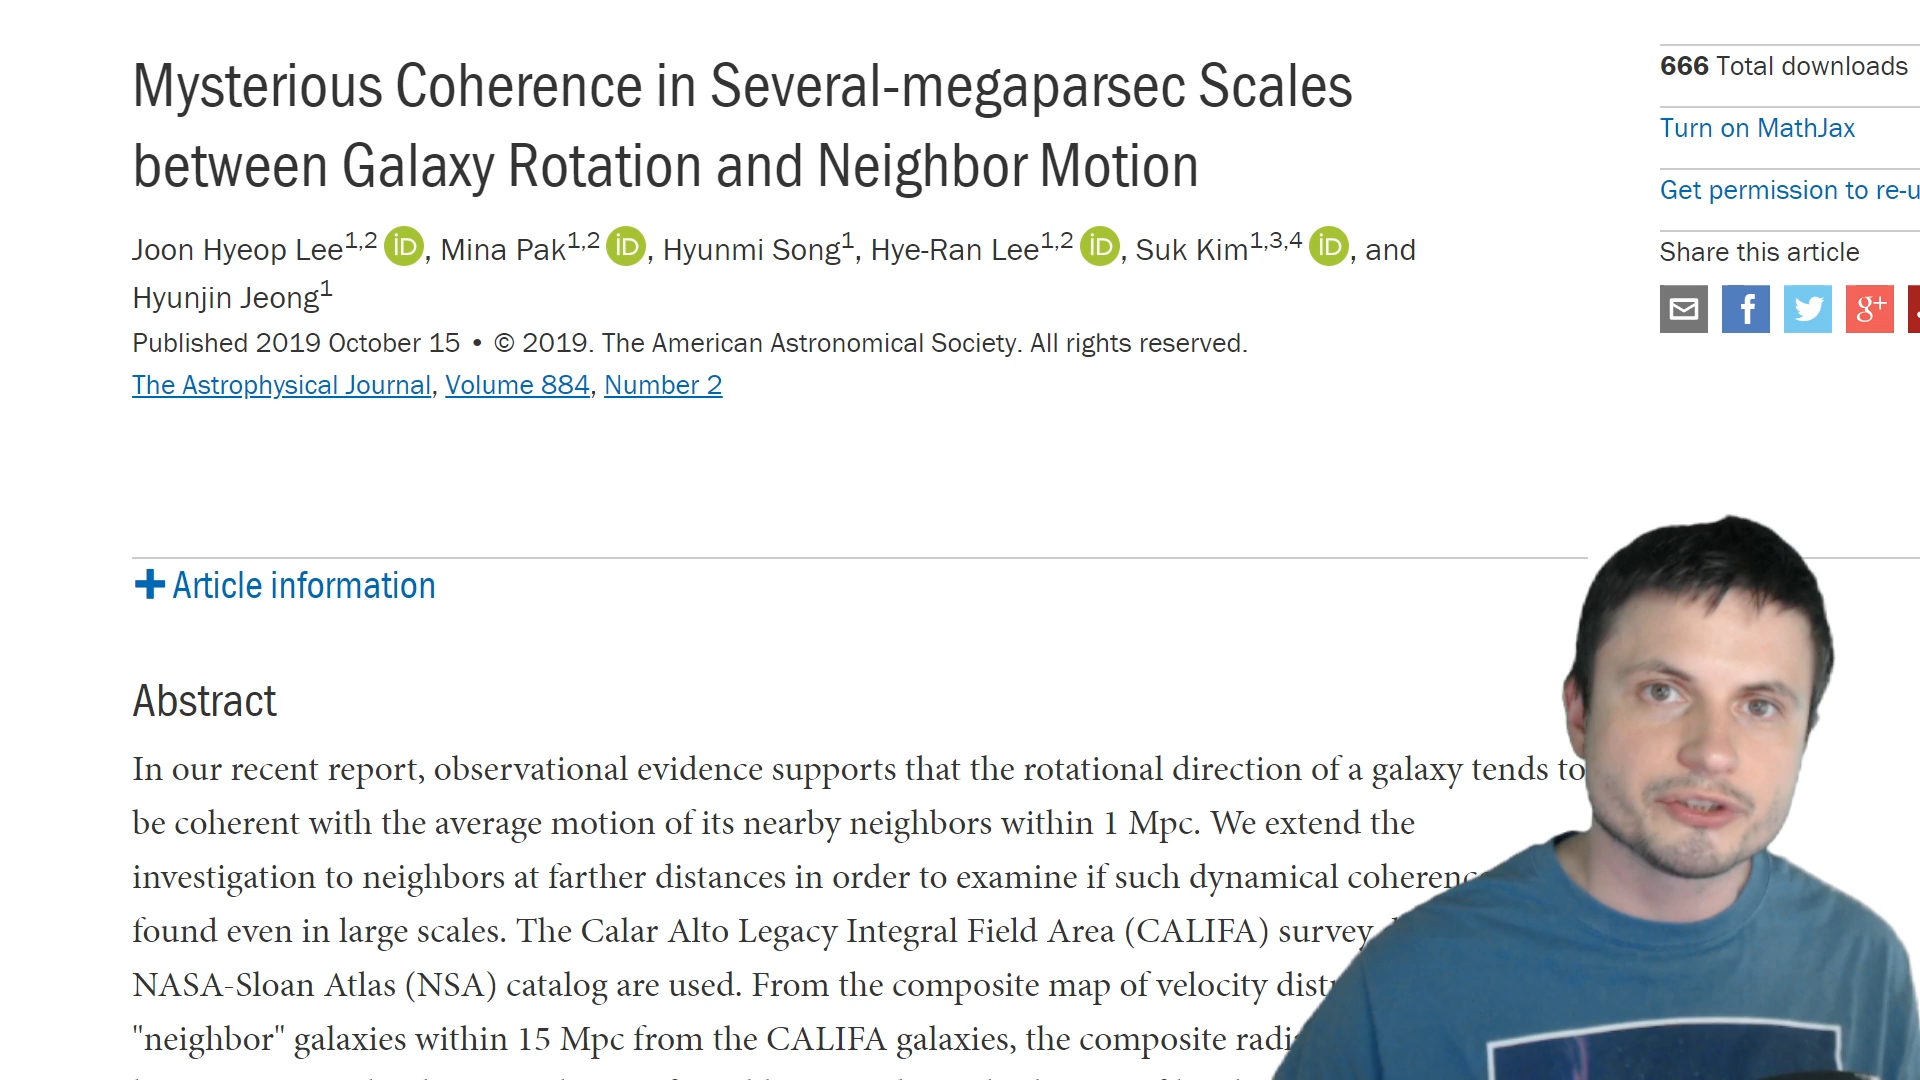 Mysterious Coherence in Several-megaparsec Scales
between Galaxy Rotation and Neighbor Motion
Joon Hyeop Lee1,2 iD, Mina Pak1,2 iD, Hyunmi Song1, Hye-Ran Lee1,2 iD, Suk Kim1,3,4 iD, and
Hyunjin Jeong1
Published 2019 October 15 • © 2019. The American Astronomical Society. All rights reserved.
The Astrophysical Journal, Volume 884, Number 2
666 Total downloads
Turn on MathJax
Get permission to re-u
Share this article
f
g+
Article information
Abstract
In our recent report, observational evidence supports that the rotational direction of a galaxy tends to
be coherent with the average motion of its nearby neighbors within 1 Mpc. We extend the
investigation to neighbors at farther distances in order to examine if such dynamical coherenc
found even in large scales. The Calar Alto Legacy Integral Field Area (CALIFA) survey
NASA-Sloan Atlas (NSA) catalog are used. From the composite map of velocity dist
"neighbor" galaxies within 15 Mpc from the CALIFA galaxies, the composite radi